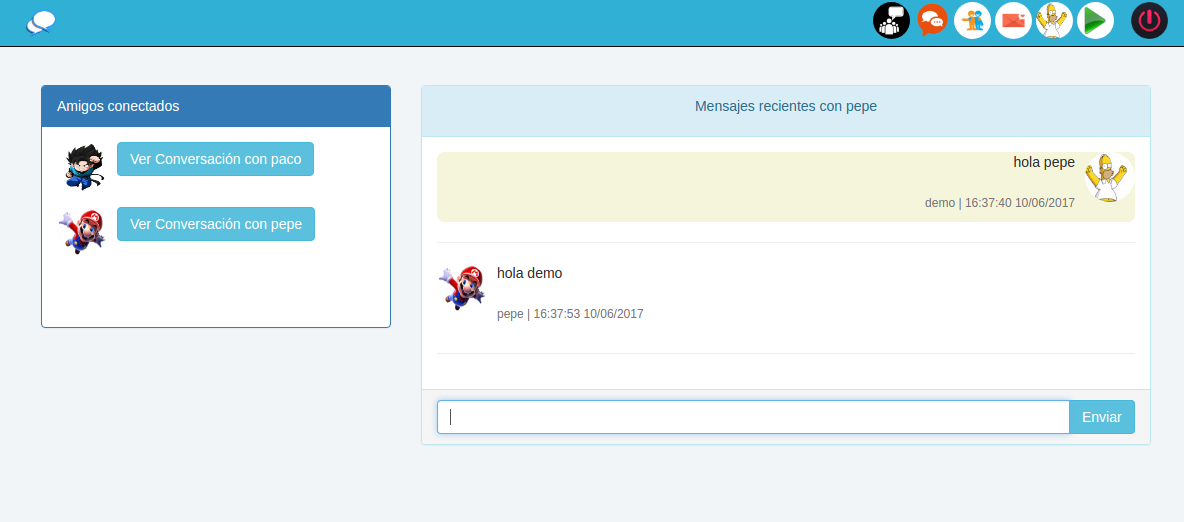 Amigos conectados
Ver Conversación con paco
Ver Conversación con pepe
Mensajes recientes con pepe
hola pepe
demo | 16:37:40 10/06/2017
hola demo
pepe | 16:37:53 10/06/2017
Enviar